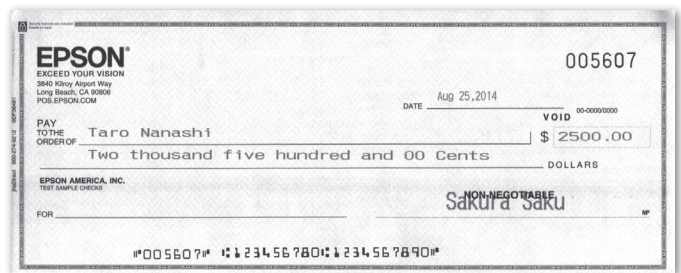 Security features are included.
Details on back.
EPSON®
EXCEED YOUR VISION
3840 Kilroy Airport Way
Long Beach, CA 90806
POS.EPSON.COM
005607
DATE Aug 25,2014
VOID 00-0000/0000
PAY
TO THE
ORDER OF Taro Nanashi $ 2500.00
Two thousand five hundred and 00 Cents DOLLARS
EPSON AMERICA, INC.
TEST SAMPLE CHECKS
NON-NEGOTIABLE
Sakura Saku
FOR MP
⑈005607⑈ ⑆123456780⑆1234567890⑈
800-274-8212